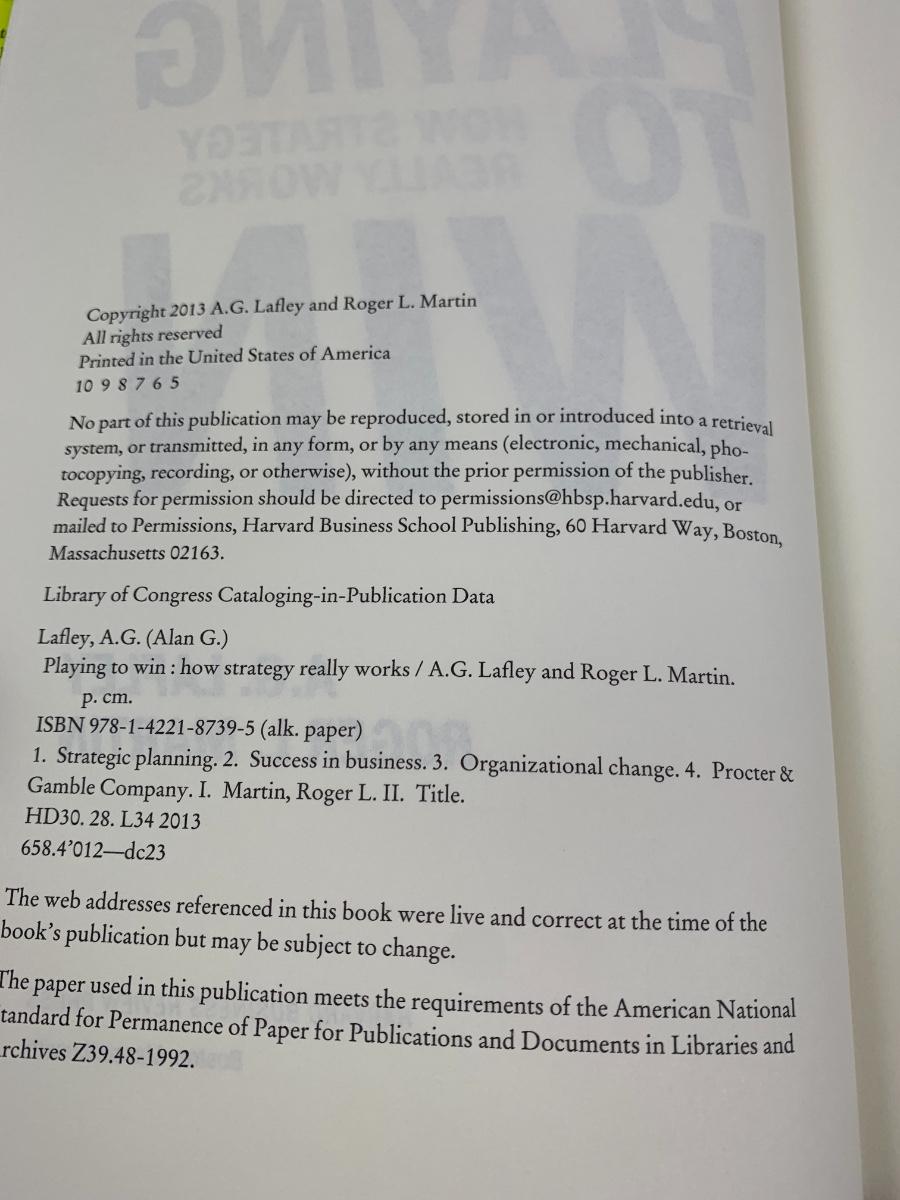 PLAYING
TO
HOW STRATEGY
REALLY WORKS
WIN
Copyright 2013 A.G. Lafley and Roger L. Martin
All rights reserved
Printed in the United States of America
10 9 8 7 6 5
No part of this publication may be reproduced, stored in or introduced into a retrieval
system, or transmitted, in any form, or by any means (electronic, mechanical, pho-
tocopying, recording, or otherwise), without the prior permission of the publisher.
Requests for permission should be directed to permissions@hbsp.harvard.edu, or
mailed to Permissions, Harvard Business School Publishing, 60 Harvard Way, Boston,
Massachusetts 02163.
Library of Congress Cataloging-in-Publication Data
Lafley, A.G. (Alan G.)
Playing to win : how strategy really works / A.G. Lafley and Roger L. Martin.
p. cm.
ISBN 978-1-4221-8739-5 (alk. paper)
1. Strategic planning. 2. Success in business. 3. Organizational change. 4. Procter &
Gamble Company. I. Martin, Roger L. II. Title.
HD30. 28. L34 2013
658.4'012—dc23
The web addresses referenced in this book were live and correct at the time of the
book's publication but may be subject to change.
The paper used in this publication meets the requirements of the American National
tandard for Permanence of Paper for Publications and Documents in Libraries and
rchives Z39.48-1992.